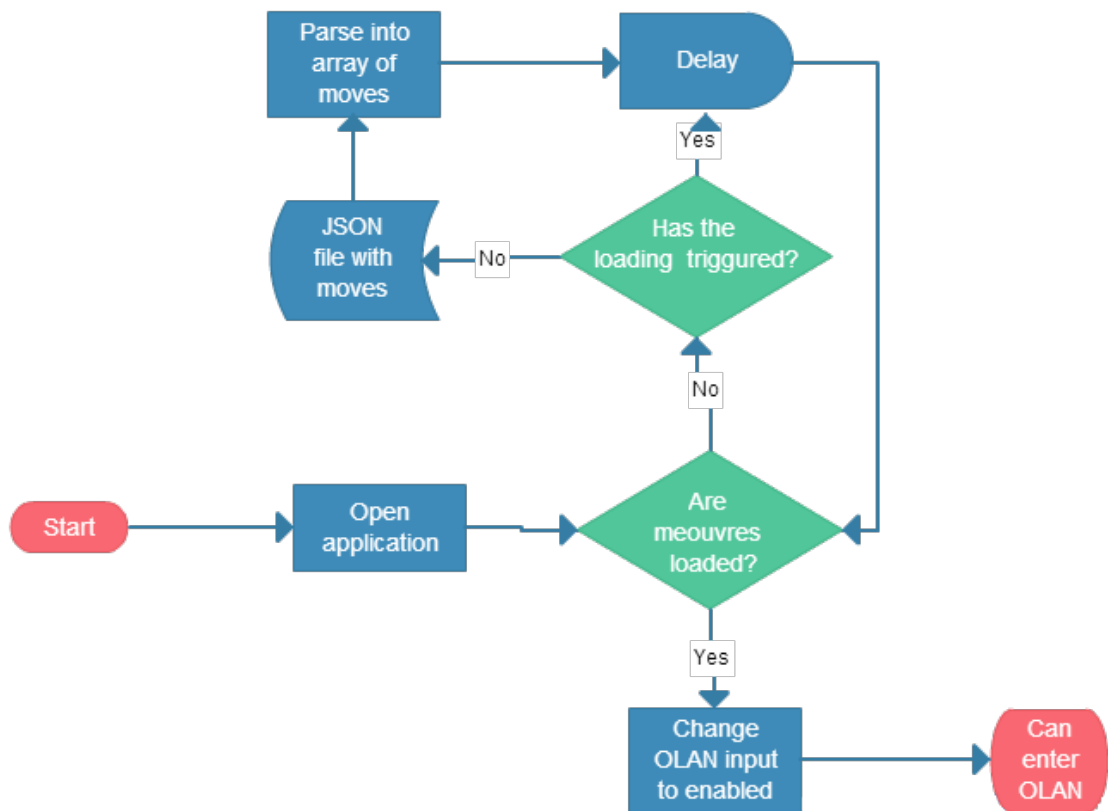 Parse into
array of
moves
Delay
Yes
JSON
file with
moves
No
Has the
loading triggured?
No
Start
Open
application
Are
meouvres
loaded?
Yes
Change
OLAN input
to enabled
Can
enter
OLAN